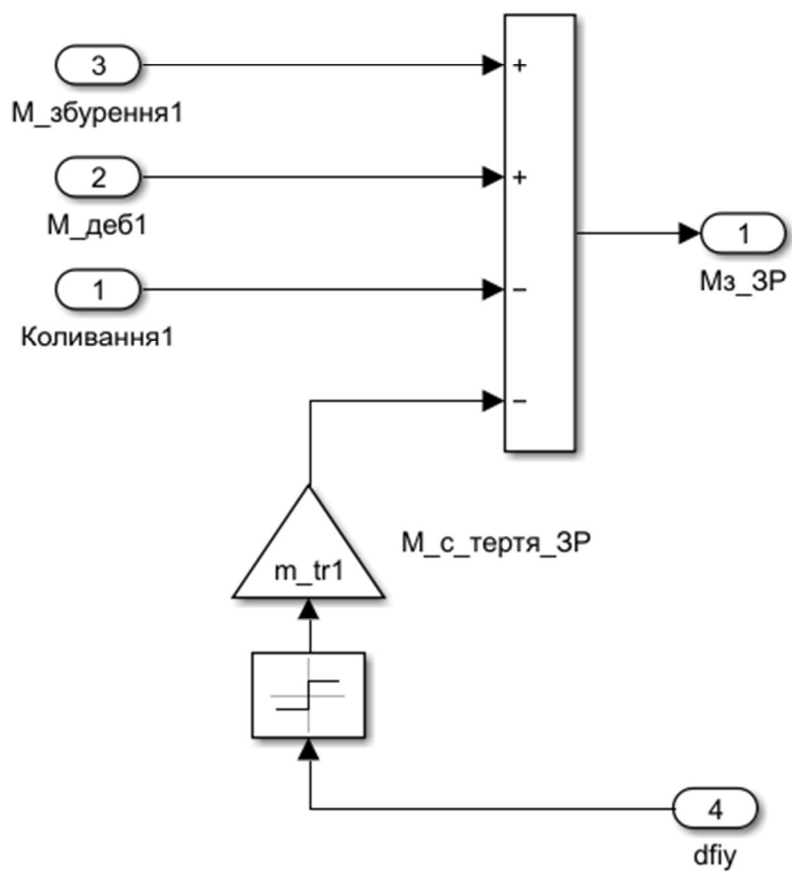 3
+
М_збурення1
2
+
М_деб1
1
Мз_ЗР
1
−
Коливання1
−
М_с_тертя_ЗР
m_tr1
4
dfiy